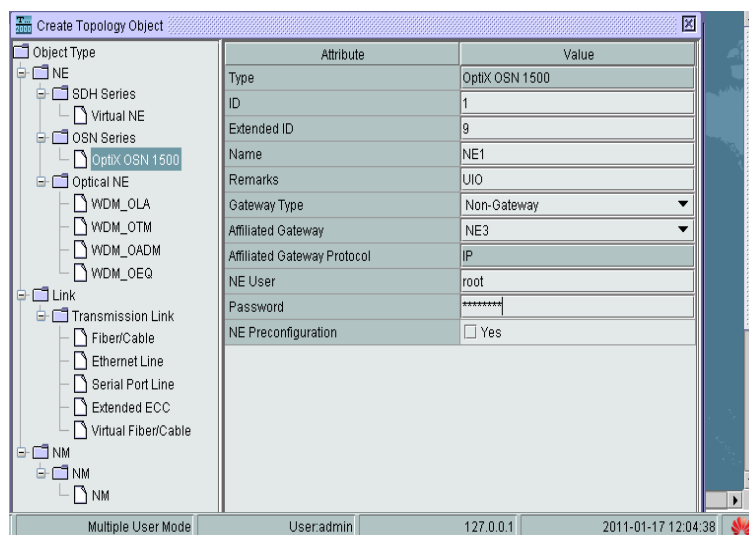 Create Topology Object
Object Type
NE
SDH Series
Virtual NE
OSN Series
OptiX OSN 1500
Optical NE
WDM_OLA
WDM_OTM
WDM_OADM
WDM_OEQ
Link
Transmission Link
Fiber/Cable
Ethernet Line
Serial Port Line
Extended ECC
Virtual Fiber/Cable
NM
NM
NM
Attribute Value
Type OptiX OSN 1500
ID 1
Extended ID 9
Name NE1
Remarks UIO
Gateway Type Non-Gateway
Affiliated Gateway NE3
Affiliated Gateway Protocol IP
NE User root
Password ********
NE Preconfiguration Yes
Multiple User Mode User:admin 127.0.0.1 2011-01-17 12:04:38